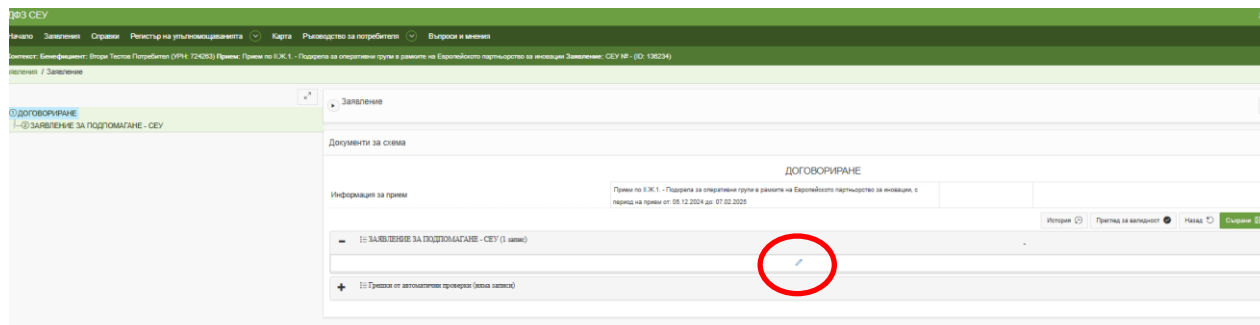 ДФЗ СЕУ
Начало Заявления Справки Регистър на упълномощаванията Карта Ръководство за потребителя Въпроси и мнения
Контекст: Бенефициент: Втори Тестов Потребител (УРН: 724263) Прием: Прием по II.Ж.1. - Подкрепа за оперативни групи в рамките на Европейското партньорство за иновации Заявление: СЕУ № - (ID: 136234)
явления / Заявление
Заявление
1 ДОГОВОРИРАНЕ
2 ЗАЯВЛЕНИЕ ЗА ПОДПОМАГАНЕ - СЕУ
Документи за схема
ДОГОВОРИРАНЕ
Информация за прием
Прием по II.Ж.1. - Подкрепа за оперативни групи в рамките на Европейското партньорство за иновации, с
период на прием от: 05.12.2024 до: 07.02.2025
История Преглед за валидност Назад Съхрани
ЗАЯВЛЕНИЕ ЗА ПОДПОМАГАНЕ - СЕУ (1 запис) -
Грешки от автоматични проверки (няма записи)